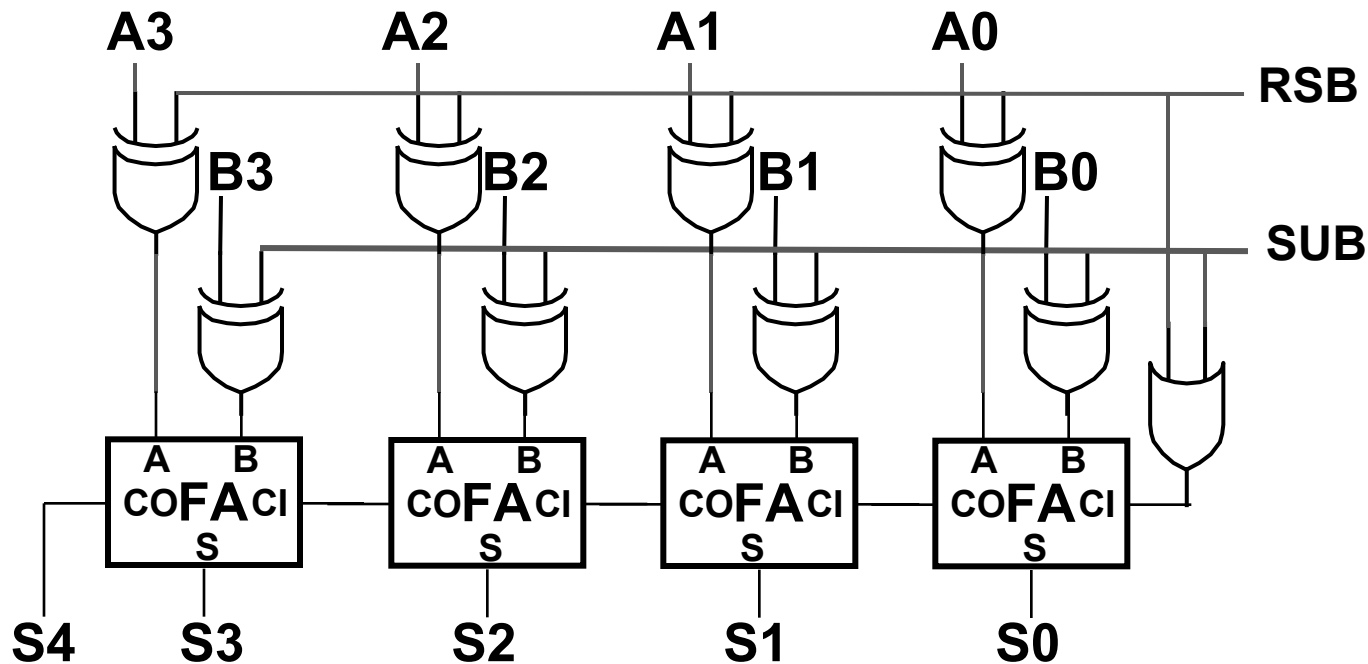 A3 A2 A1 A0
RSB
B3 B2 B1 B0
SUB
A B A B A B A B
CO FA CI CO FA CI CO FA CI CO FA CI
S S S S
S4 S3 S2 S1 S0